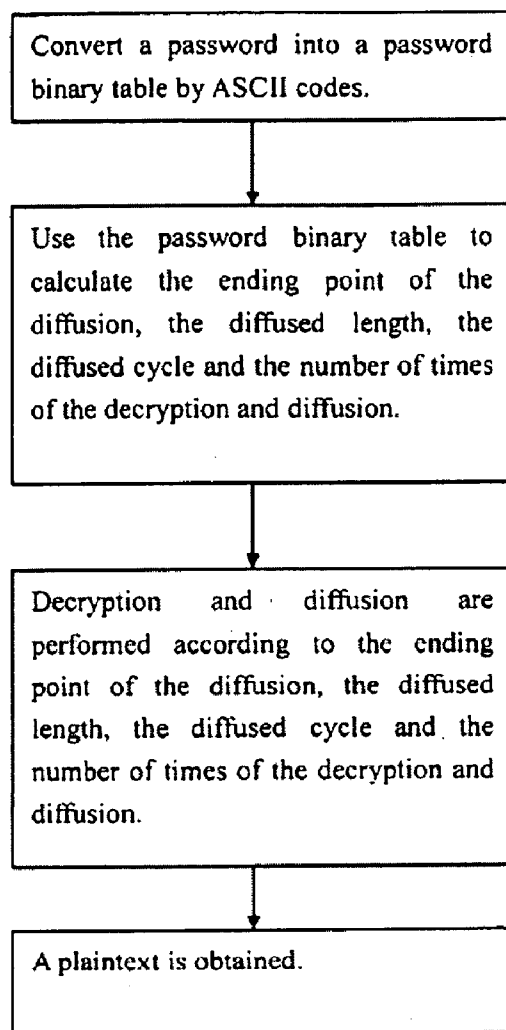 Convert a password into a password
binary table by ASCII codes.
Use the password binary table to
calculate the ending point of the
diffusion, the diffused length, the
diffused cycle and the number of times
of the decryption and diffusion.
Decryption and diffusion are
performed according to the ending
point of the diffusion, the diffused
length, the diffused cycle and the
number of times of the decryption and
diffusion.
A plaintext is obtained.